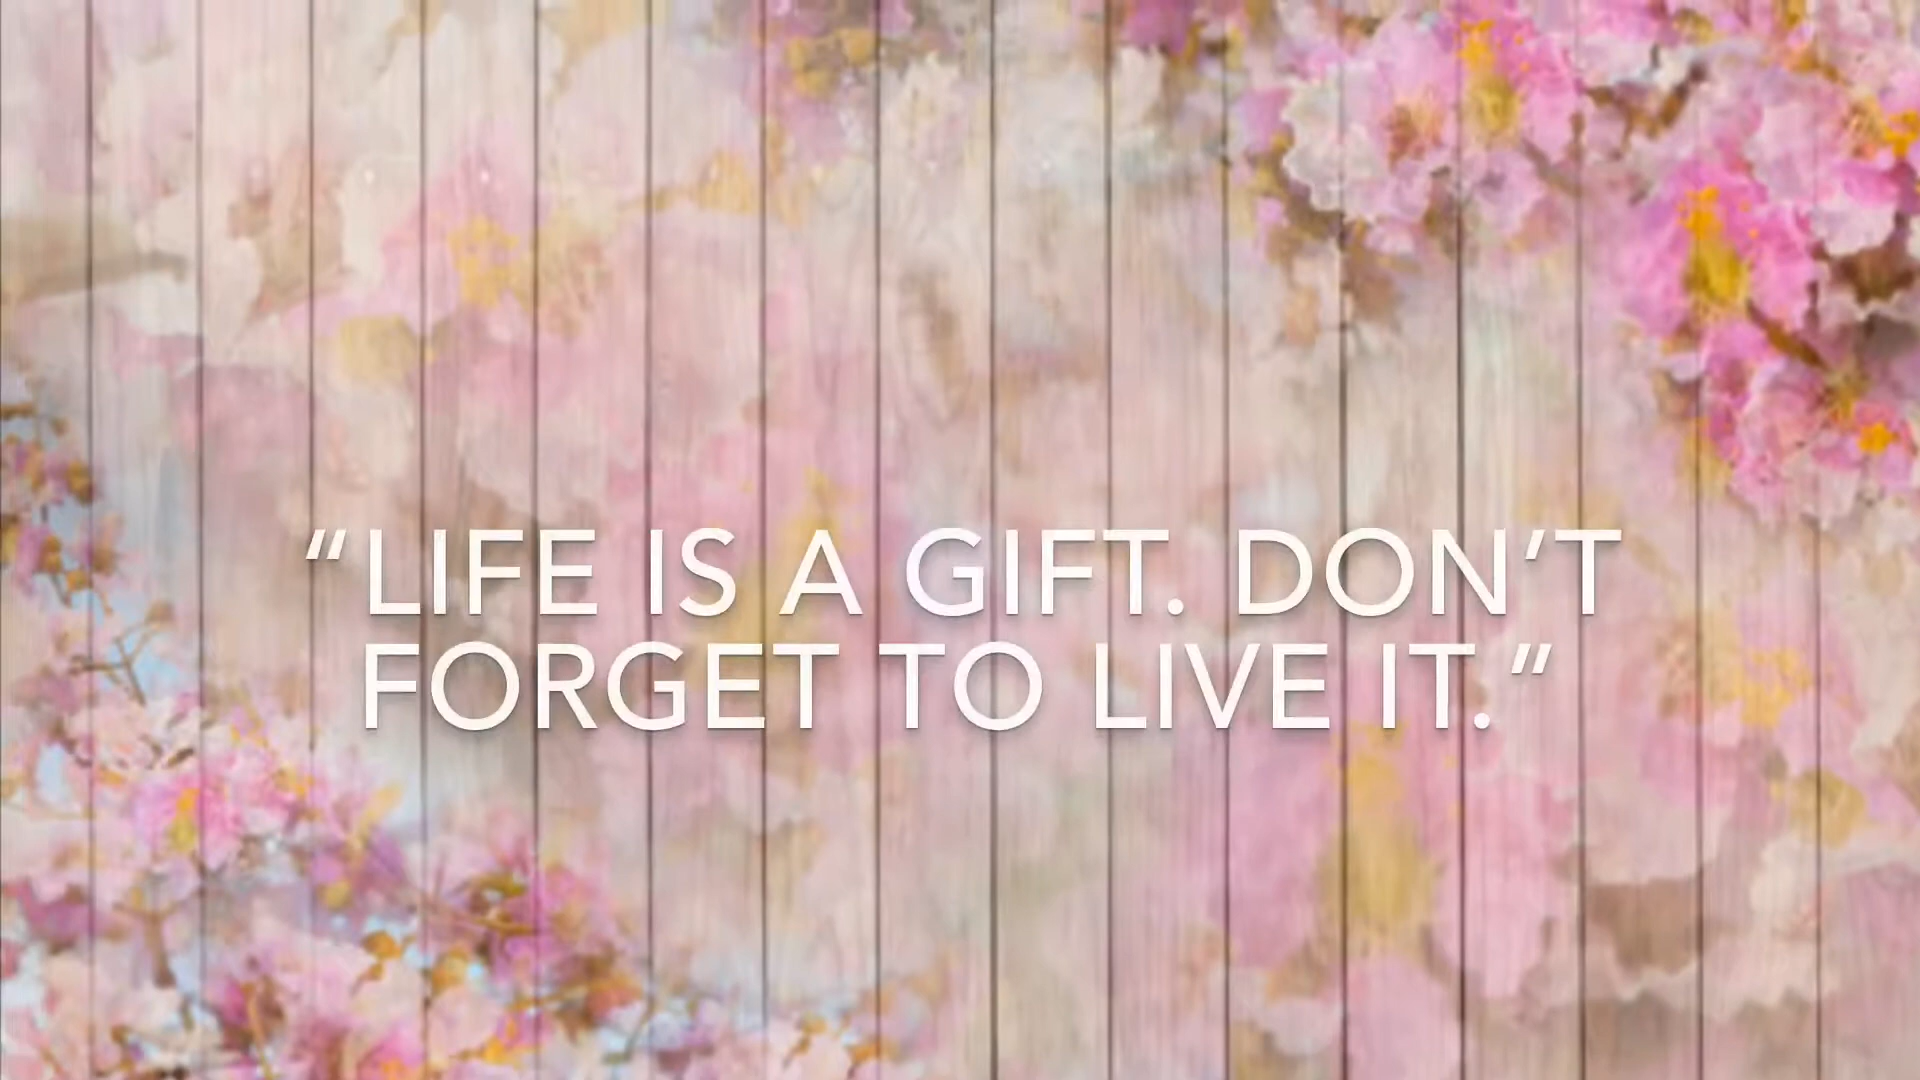 “LIFE IS A GIFT. DON’T
FORGET TO LIVE IT.”